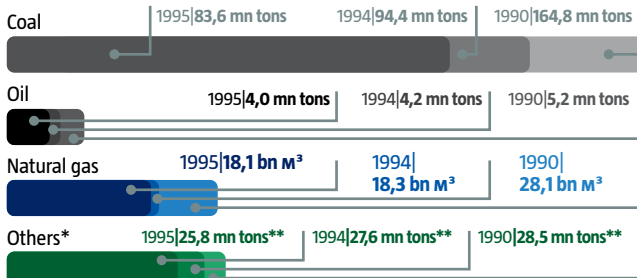 Coal
1995|83,6 mn tons 1994|94,4 mn tons 1990|164,8 mn tons
Oil
1995|4,0 mn tons 1994|4,2 mn tons 1990|5,2 mn tons
Natural gas
1995|18,1 bn м³ 1994| 1990|
18,3 bn м³ 28,1 bn м³
Others*
1995|25,8 mn tons** 1994|27,6 mn tons** 1990|28,5 mn tons**